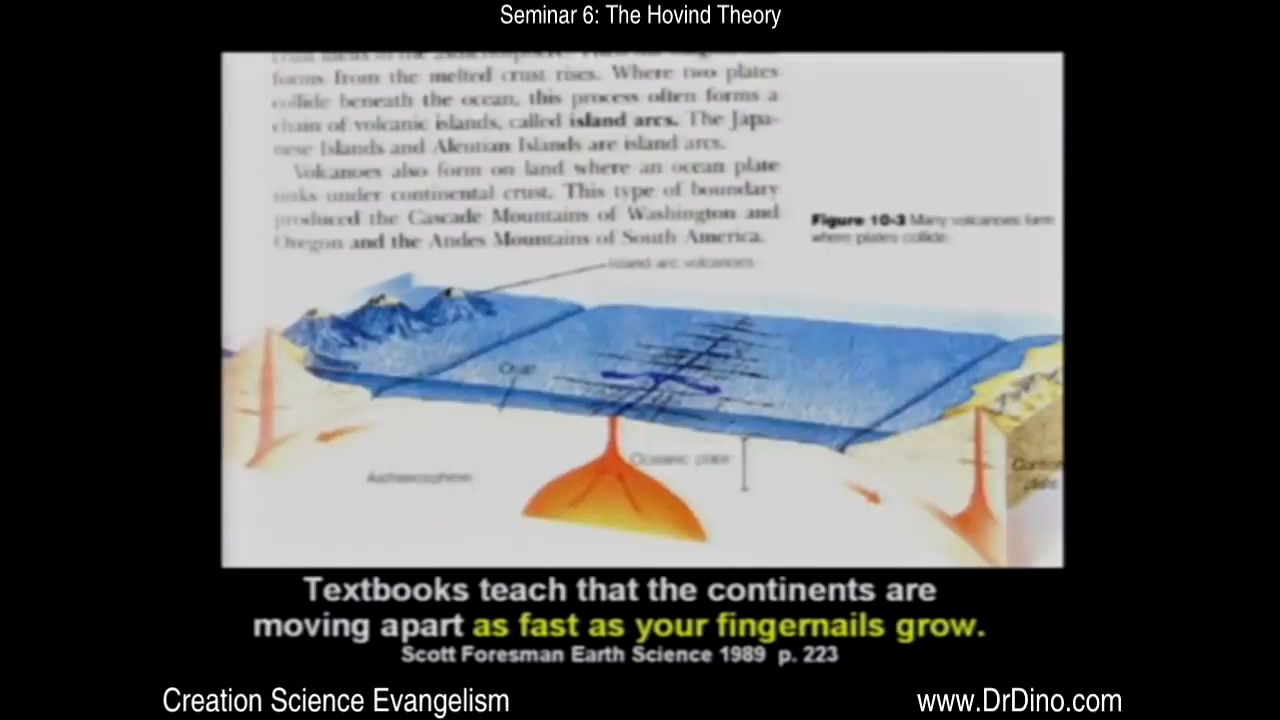 Seminar 6: The Hovind Theory
forms from the melted crust rises. Where two plates
collide beneath the ocean, this process often forms a
chain of volcanic islands, called island arcs. The Japa-
nese Islands and Aleutian Islands are island arcs.
Volcanoes also form on land where an ocean plate
sinks under continental crust. This type of boundary
produced the Cascade Mountains of Washington and
Oregon and the Andes Mountains of South America.
Figure 10-3 Many volcanoes form
where plates collide.
Island arc volcanoes
Crust
Oceanic plate
Asthenosphere
Textbooks teach that the continents are
moving apart as fast as your fingernails grow.
Scott Foresman Earth Science 1989 p. 223
Creation Science Evangelism
www.DrDino.com